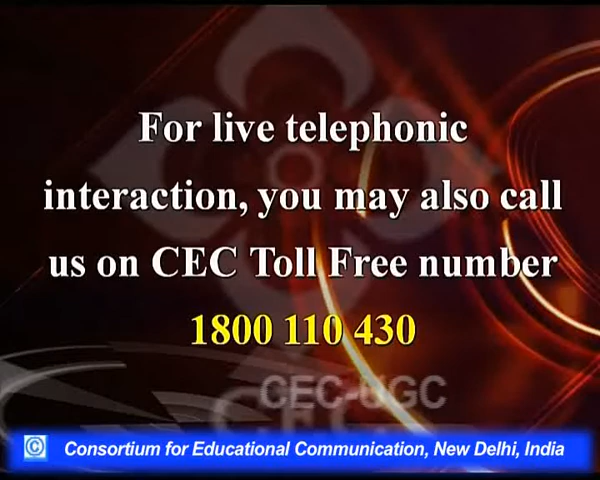 For live telephonic
interaction, you may also call
us on CEC Toll Free number
1800 110 430
CEC-UGC
CEC
© Consortium for Educational Communication, New Delhi, India